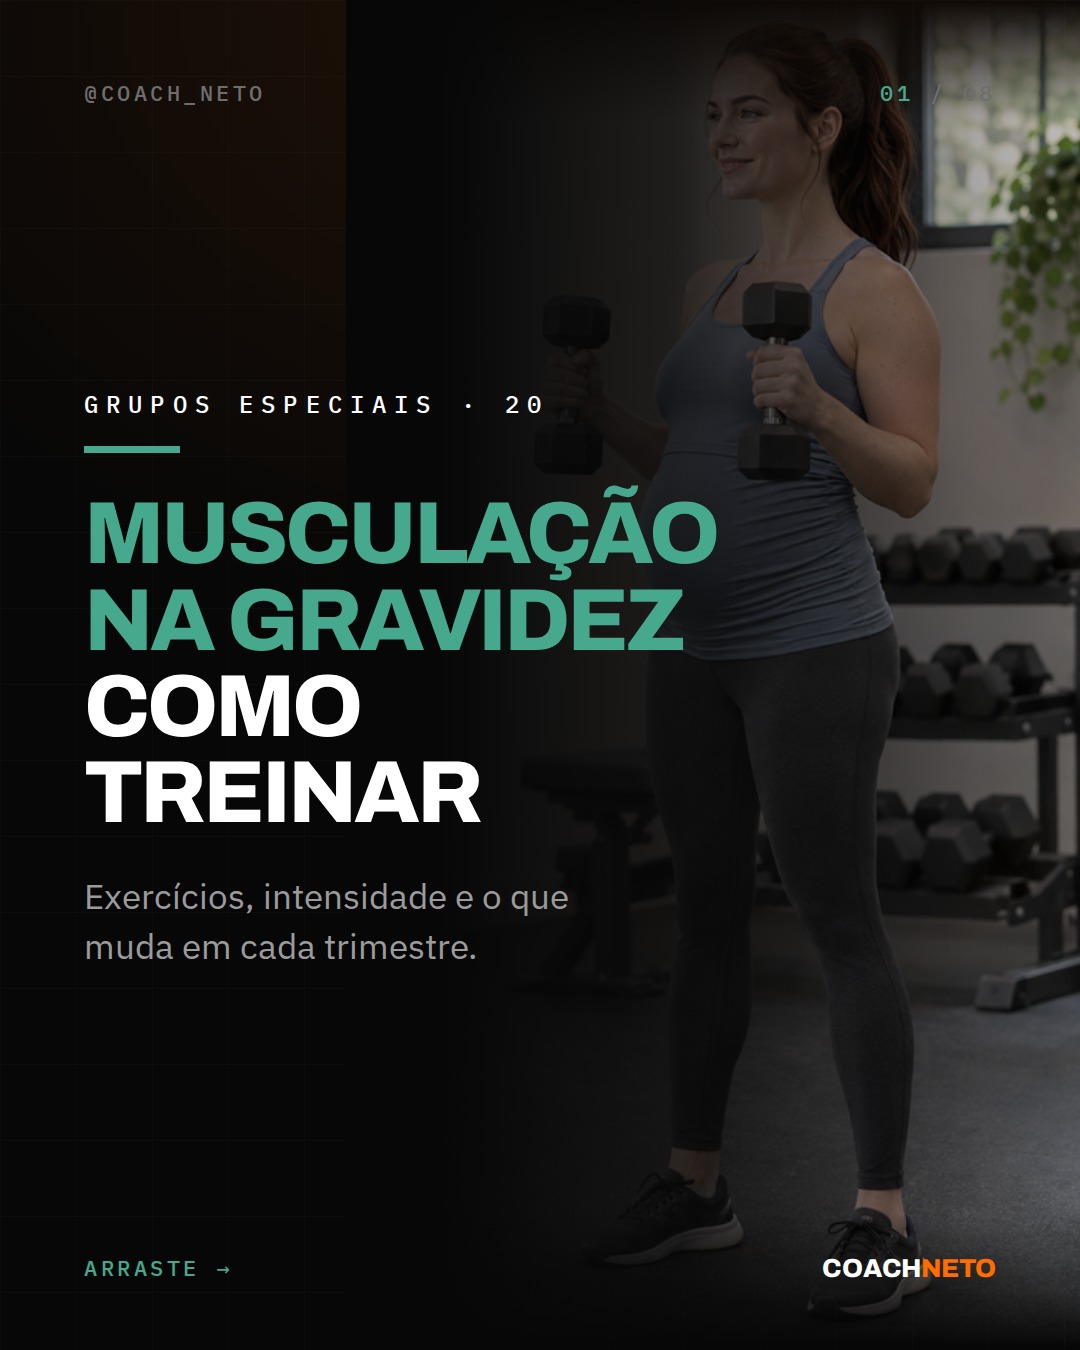 @COACH_NETO
01 / 08
GRUPOS ESPECIAIS · 20
MUSCULAÇÃO
NA GRAVIDEZ
COMO
TREINAR
Exercícios, intensidade e o que
muda em cada trimestre.
ARRASTE →
COACHNETO